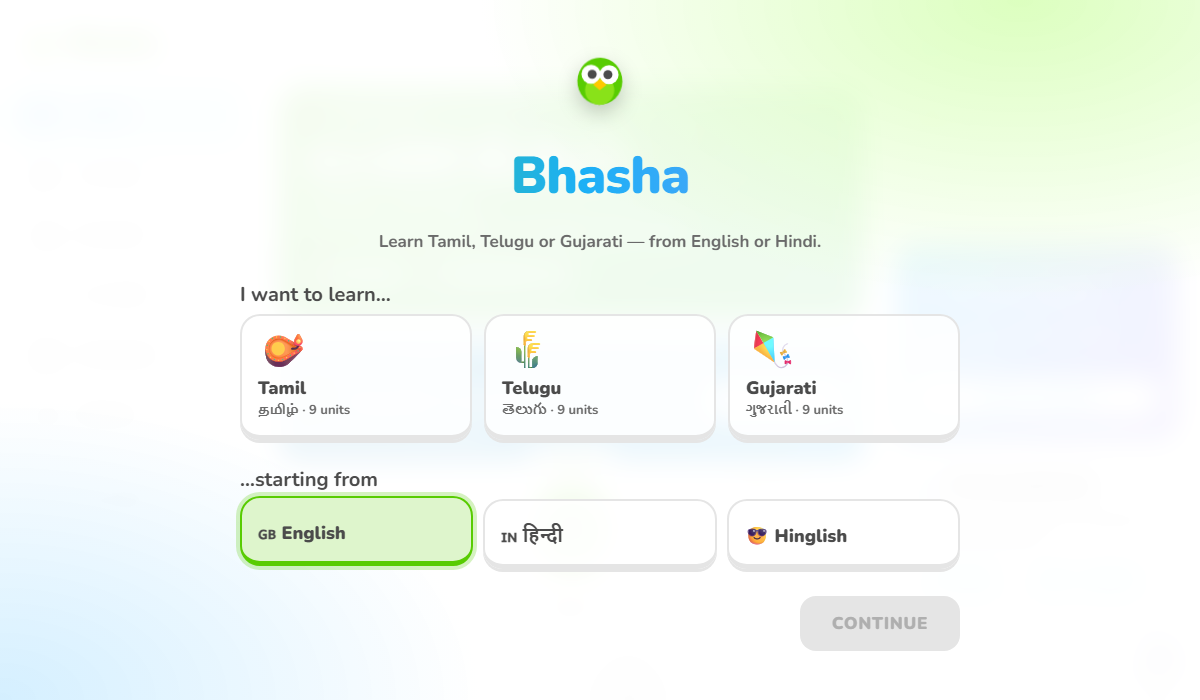 Bhasha
Learn Tamil, Telugu or Gujarati — from English or Hindi.
I want to learn...
Tamil
தமிழ் · 9 units
Telugu
తెలుగు · 9 units
Gujarati
ગુજરાતી · 9 units
...starting from
GB English
IN हिन्दी
Hinglish
CONTINUE